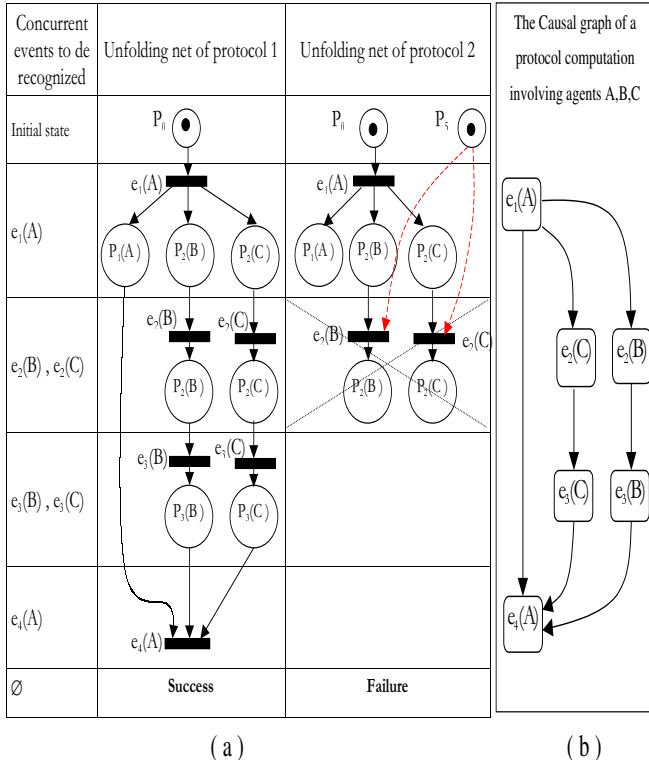 Concurrent
events to be
recognized
Unfolding net of protocol 1
Unfolding net of protocol 2
The Causal graph of a
protocol computation
involving agents A,B,C
Initial state
P₀
P₀
P₅
e₁(A)
e₁(A)
e₁(A)
P₁(A)
P₂(B)
P₂(C)
P₁(A)
P₂(B)
P₂(C)
e₂(B) , e₂(C)
e₂(B)
e₂(C)
e₂(B)
e₂(C)
P₂(B)
P₂(C)
P₂(B)
P₂(C)
e₃(B) , e₃(C)
e₃(B)
e₃(C)
P₃(B)
P₃(C)
e₄(A)
e₄(A)
∅
Success
Failure
e₁(A)
e₂(C)
e₂(B)
e₃(C)
e₃(B)
e₄(A)
( a )
( b )